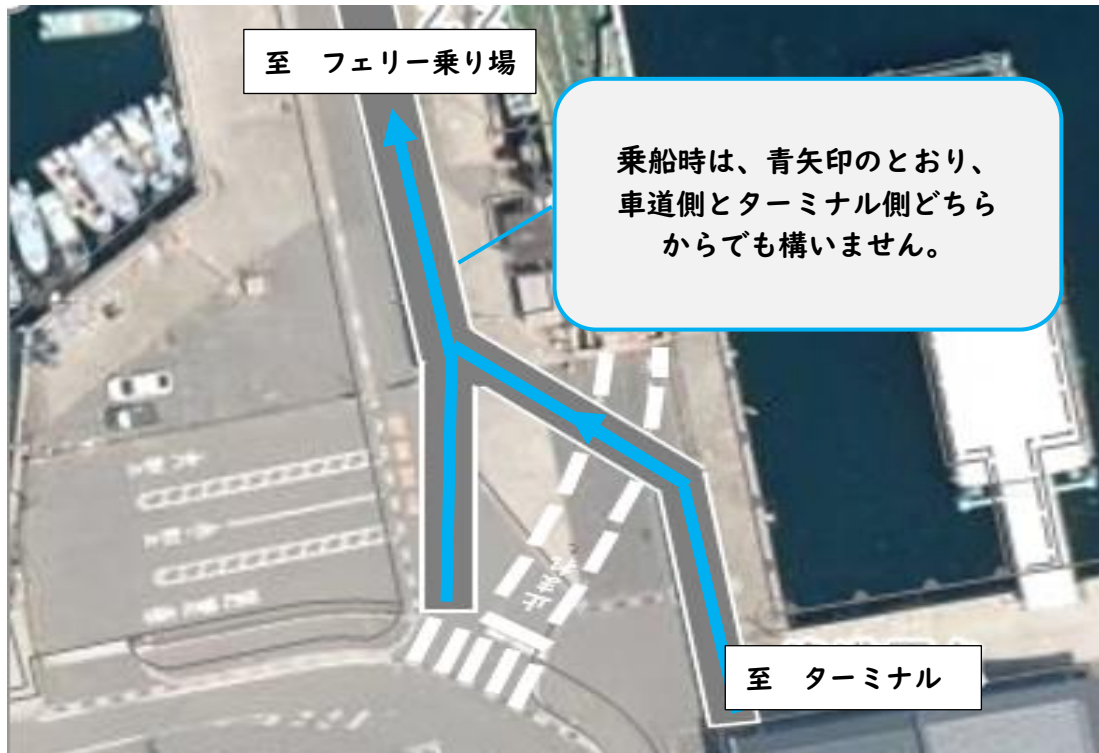 至　フェリー乗り場
乗船時は、青矢印のとおり、
車道側とターミナル側どちら
からでも構いません。
至　ターミナル